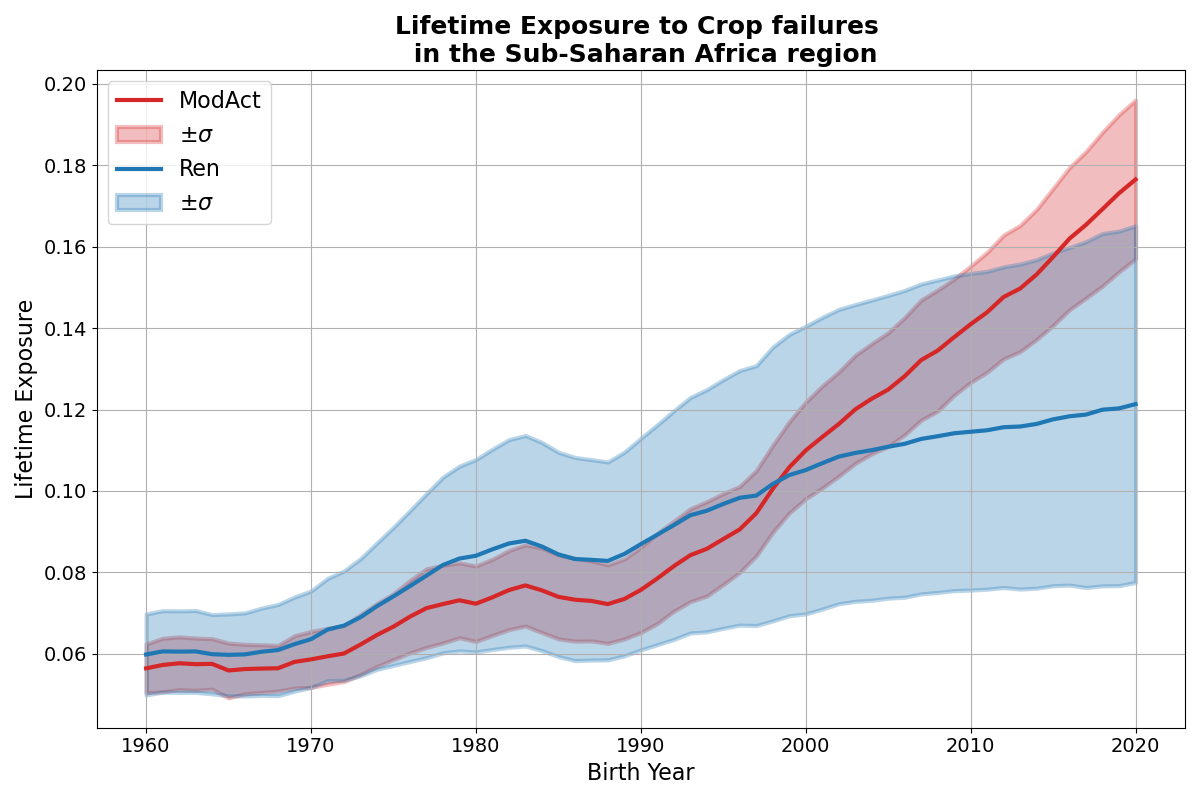 Lifetime Exposure to Crop failures
in the Sub-Saharan Africa region
ModAct
±σ
Ren
±σ
Lifetime Exposure
0.20
0.18
0.16
0.14
0.12
0.10
0.08
0.06
1960
1970
1980
1990
2000
2010
2020
Birth Year